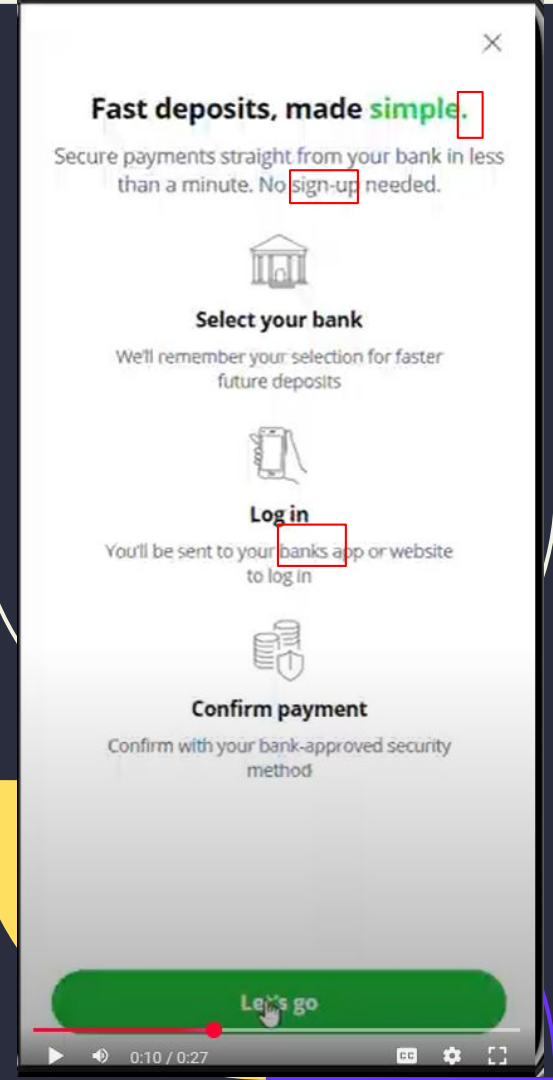 Fast deposits, made simple.
Secure payments straight from your bank in less
than a minute. No sign-up needed.
Select your bank
We'll remember your selection for faster
future deposits
Log in
You'll be sent to your banks app or website
to log in
Confirm payment
Confirm with your bank-approved security
method
Let's go
0:10 / 0:27
CC